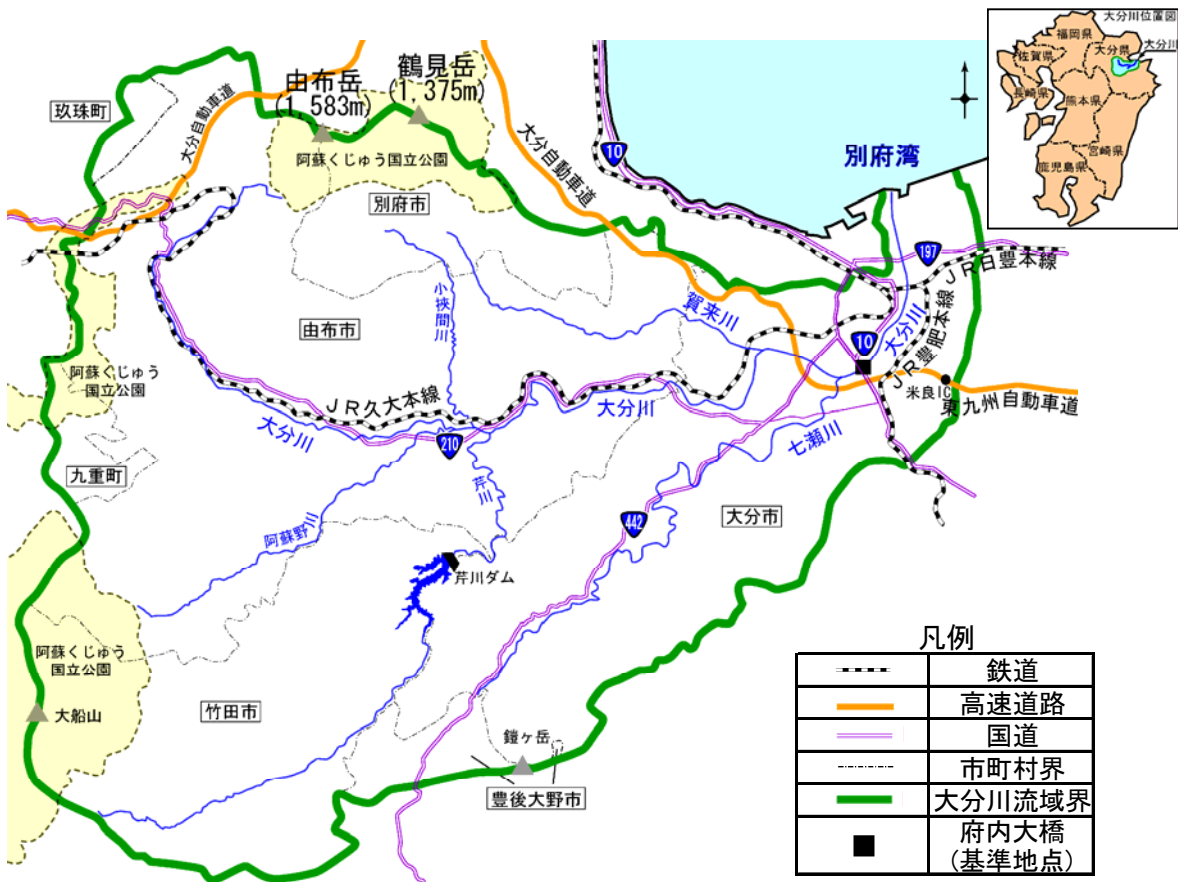 大分川位置図
福岡県
大分川
佐賀県
大分県
長崎県
熊本県
宮崎県
鹿児島県
鶴見岳
(1,375m)
由布岳
(1,583m)
玖珠町
大分自動車道
大分自動車道
阿蘇くじゅう国立公園
別府市
10
別府湾
197
JR日豊本線
小挾間川
賀来川
大分川
由布市
10
JR豊肥本線
阿蘇くじゅう
国立公園
米良IC
東九州自動車道
JR久大本線
大分川
大分川
210
七瀬川
九重町
芹川
442
大分市
阿蘇野川
芹川ダム
阿蘇くじゅう
国立公園
大船山
竹田市
鎧ヶ岳
豊後大野市
凡例
鉄道
高速道路
国道
市町村界
大分川流域界
府内大橋
(基準地点)